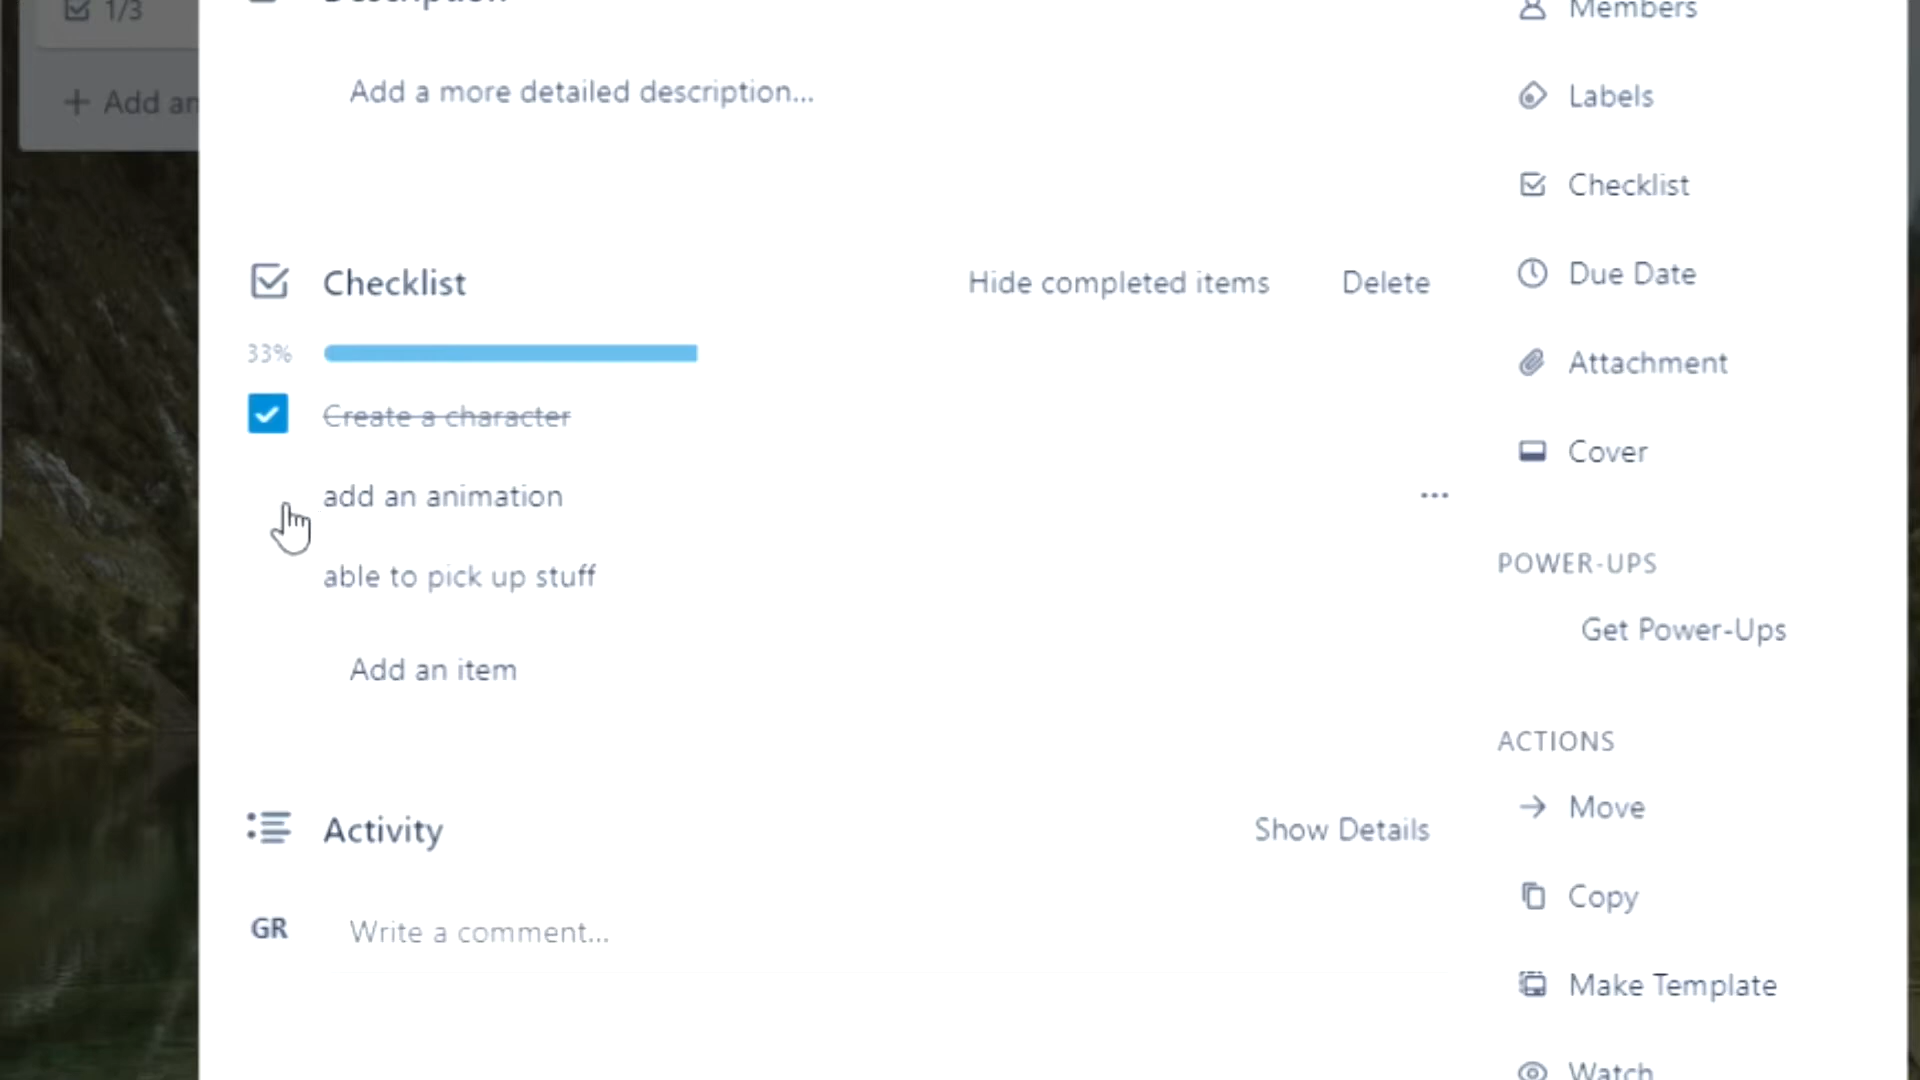 1/3
+ Add an
Description
Add a more detailed description...
Checklist
Hide completed items
Delete
33%
Create a character
add an animation
...
able to pick up stuff
Add an item
Activity
Show Details
GR
Write a comment...
Members
Labels
Checklist
Due Date
Attachment
Cover
POWER-UPS
Get Power-Ups
ACTIONS
Move
Copy
Make Template
Watch